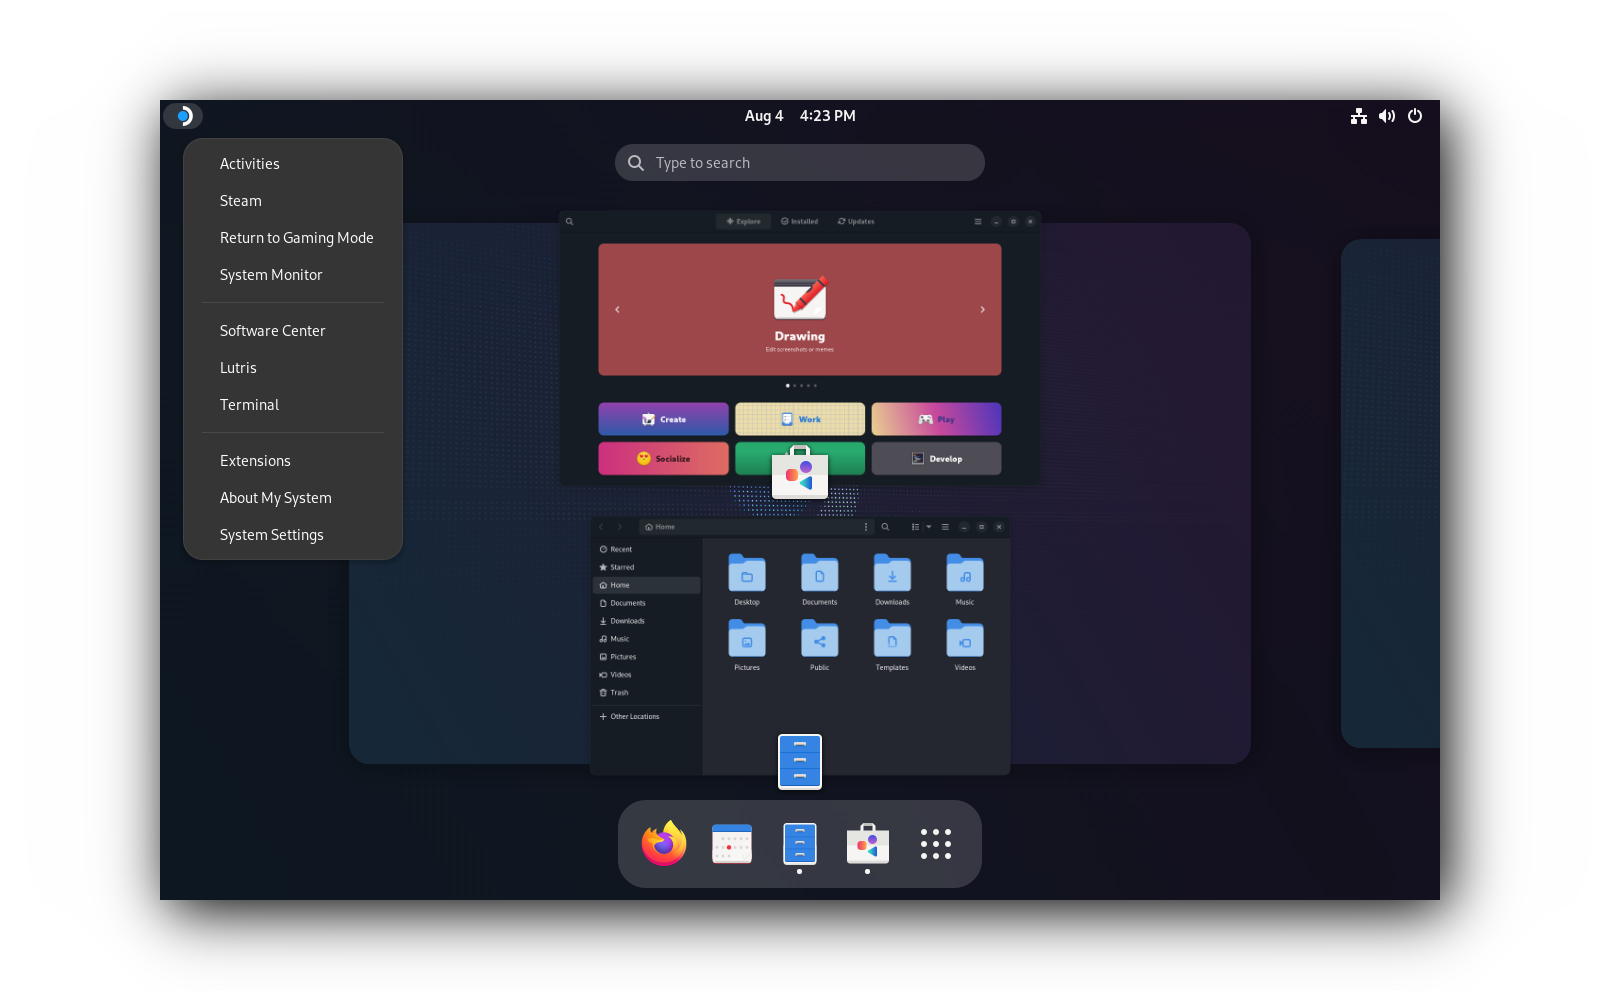 Aug 4 4:23 PM
Type to search
Activities
Steam
Return to Gaming Mode
System Monitor
Software Center
Lutris
Terminal
Extensions
About My System
System Settings
Explore Installed Updates
Drawing
Edit screenshots or memes
Create Work Play
Socialize Develop
Home
Recent
Starred
Home
Documents
Downloads
Music
Pictures
Videos
Trash
Other Locations
Desktop Documents Downloads Music
Pictures Public Templates Videos